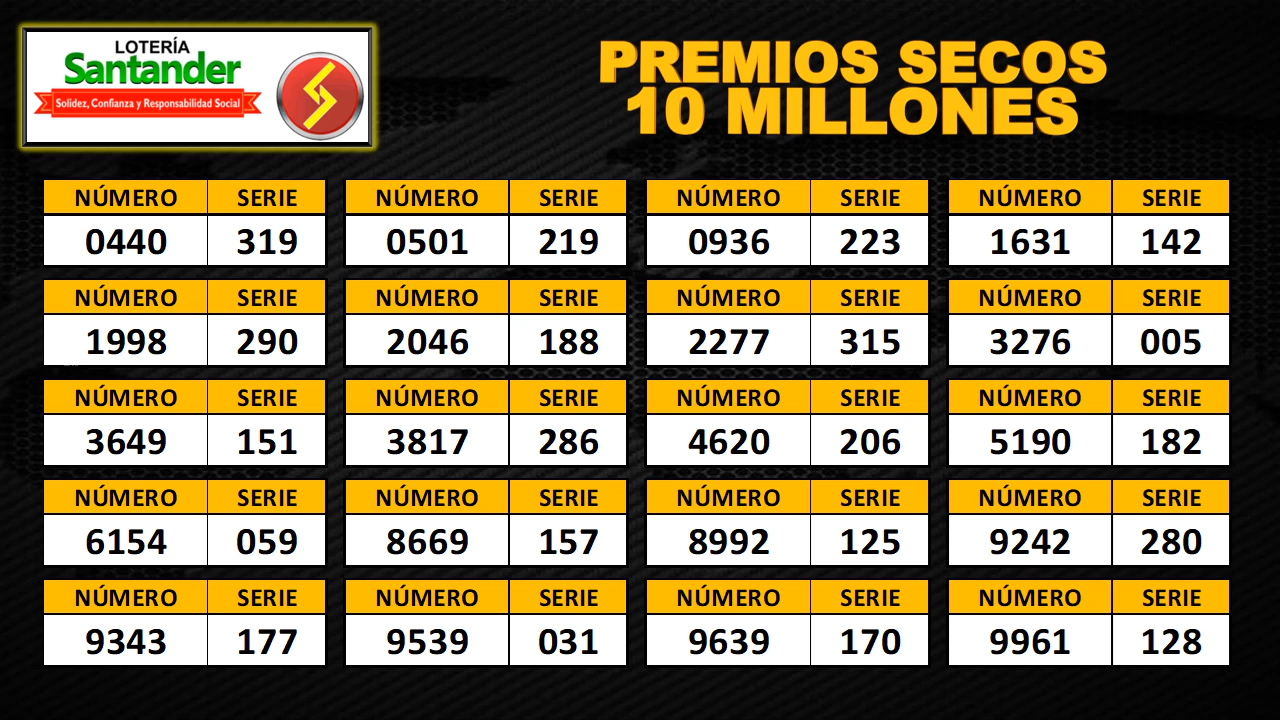 LOTERÍA
Santander
Solidez, Confianza y Responsabilidad Social
PREMIOS SECOS
10 MILLONES
NÚMERO SERIE NÚMERO SERIE NÚMERO SERIE NÚMERO SERIE
0440 319 0501 219 0936 223 1631 142
NÚMERO SERIE NÚMERO SERIE NÚMERO SERIE NÚMERO SERIE
1998 290 2046 188 2277 315 3276 005
NÚMERO SERIE NÚMERO SERIE NÚMERO SERIE NÚMERO SERIE
3649 151 3817 286 4620 206 5190 182
NÚMERO SERIE NÚMERO SERIE NÚMERO SERIE NÚMERO SERIE
6154 059 8669 157 8992 125 9242 280
NÚMERO SERIE NÚMERO SERIE NÚMERO SERIE NÚMERO SERIE
9343 177 9539 031 9639 170 9961 128